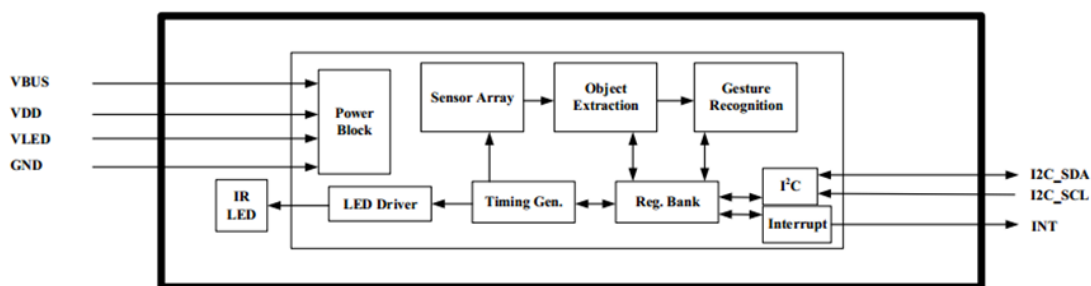 VBUS
VDD
VLED
GND
Power
Block
Sensor Array
Object
Extraction
Gesture
Recognition
IR
LED
LED Driver
Timing Gen.
Reg. Bank
I²C
Interrupt
I2C_SDA
I2C_SCL
INT